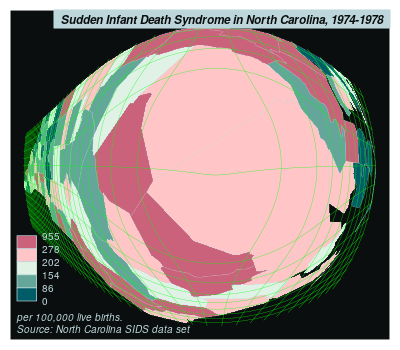 Sudden Infant Death Syndrome in North Carolina, 1974-1978
955
278
202
154
86
0
per 100,000 live births.
Source: North Carolina SIDS data set